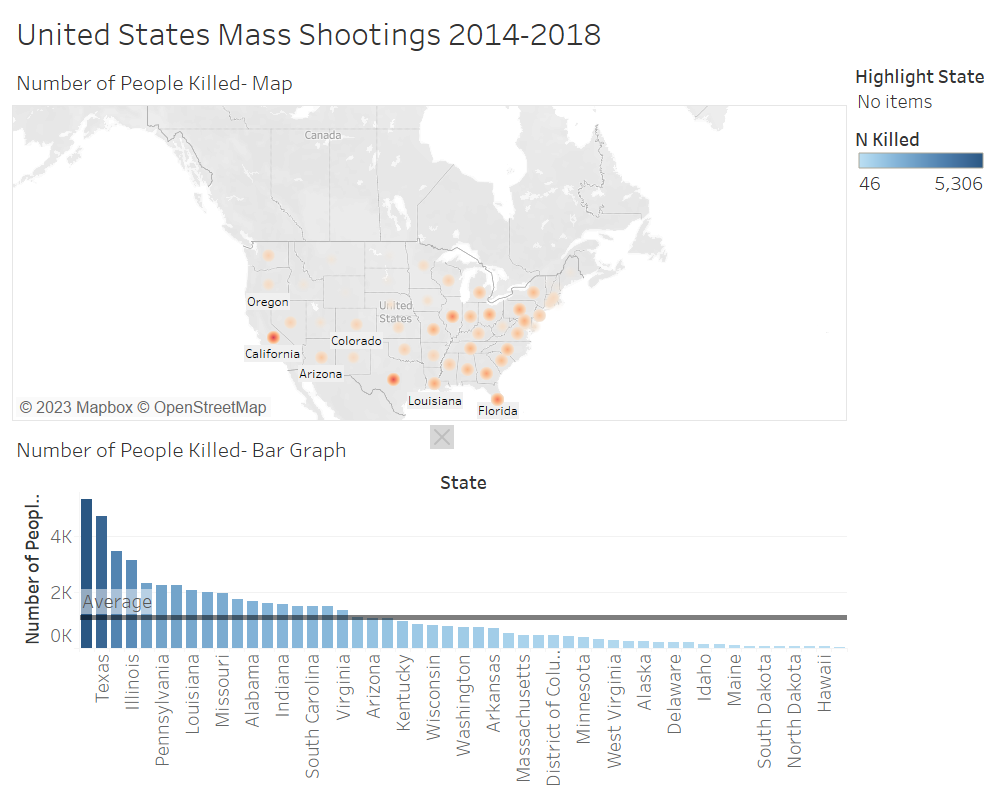 United States Mass Shootings 2014-2018
Number of People Killed- Map
Highlight State
No items
N Killed
46 5,306
Canada
United
States
Oregon
California
Colorado
Arizona
Louisiana
Florida
© 2023 Mapbox © OpenStreetMap
Number of People Killed- Bar Graph
State
Number of Peopl..
4K
2K
0K
Average
Texas
Illinois
Pennsylvania
Louisiana
Missouri
Alabama
Indiana
South Carolina
Virginia
Arizona
Kentucky
Wisconsin
Washington
Arkansas
Massachusetts
District of Colu..
Minnesota
West Virginia
Alaska
Delaware
Idaho
Maine
South Dakota
North Dakota
Hawaii